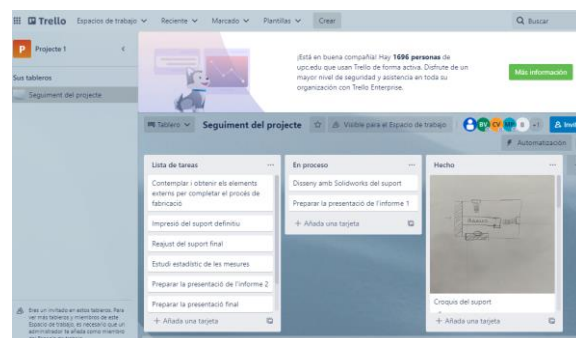 Trello Espacios de trabajo Reciente Marcado Plantillas Crear Buscar
P Projecte 1
Sus tableros
Seguiment del projecte
¡Está en buena compañía! Hay 1696 personas de
upc.edu que usan Trello de forma activa. Disfrute de un
mayor nivel de seguridad y asistencia en toda su
organización con Trello Enterprise.
Más información
Tablero Seguiment del projecte Visible para el Espacio de trabajo BV CV +1 Invit
Automatización
Lista de tareas
Contemplar i obtenir els elements
externs per completar el procés de
fabricació
Impresió del suport definitiu
Reajust del suport final
Estudi estadístic de les mesures
Preparar la presentació de l'informe 2
Preparar la presentació final
+ Añada una tarjeta
En proceso
Disseny amb Solidworks del suport
Preparar la presentació de l'informe 1
+ Añada una tarjeta
Hecho
Croquis del suport
+ Añada una tarjeta
Eres un invitado en estos tableros. Para
ver más tableros y miembros de este
Espacio de trabajo, es necesario que un
administrador te añada como miembro